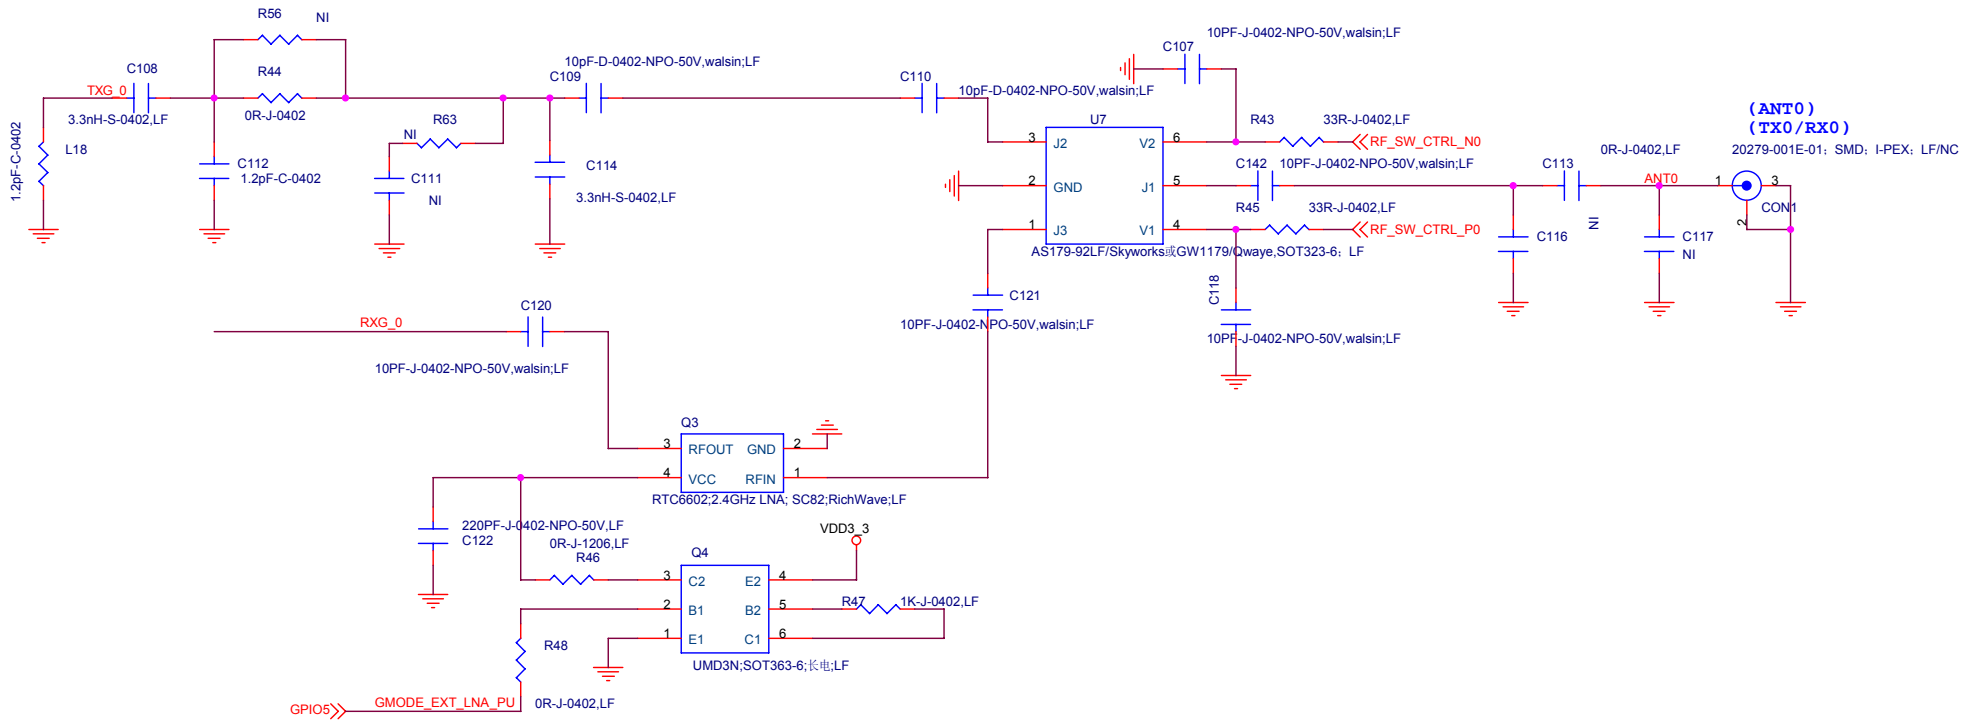 R56
NI
C108
R44
TXG_0
3.3nH-S-0402,LF
0R-J-0402
1.2pF-C-0402
L18
C112
1.2pF-C-0402
10pF-D-0402-NPO-50V,walsin;LF
C109
R63
NI
C111
NI
C114
3.3nH-S-0402,LF
C110
10pF-D-0402-NPO-50V,walsin;LF
10PF-J-0402-NPO-50V,walsin;LF
C107
U7
3 J2 V2 6
2 GND J1 5
1 J3 V1 4
AS179-92LF/Skyworks或GW1179/Qwave,SOT323-6; LF
R43
33R-J-0402,LF
RF_SW_CTRL_N0
C142
10PF-J-0402-NPO-50V,walsin;LF
R45
33R-J-0402,LF
RF_SW_CTRL_P0
C118
10PF-J-0402-NPO-50V,walsin;LF
C113
0R-J-0402,LF
NI
C116
ANT0
C117
NI
(ANT0)
(TX0/RX0)
20279-001E-01; SMD; I-PEX; LF/NC
1
3
2
CON1
C121
10PF-J-0402-NPO-50V,walsin;LF
RXG_0
C120
10PF-J-0402-NPO-50V,walsin;LF
Q3
3 RFOUT GND 2
4 VCC RFIN 1
RTC6602;2.4GHz LNA; SC82;RichWave;LF
220PF-J-0402-NPO-50V,LF
C122
0R-J-1206,LF
R46
VDD3_3
Q4
3 C2 E2 4
2 B1 B2 5
1 E1 C1 6
UMD3N;SOT363-6;长电;LF
R47
1K-J-0402,LF
R48
0R-J-0402,LF
GPIO5
GMODE_EXT_LNA_PU